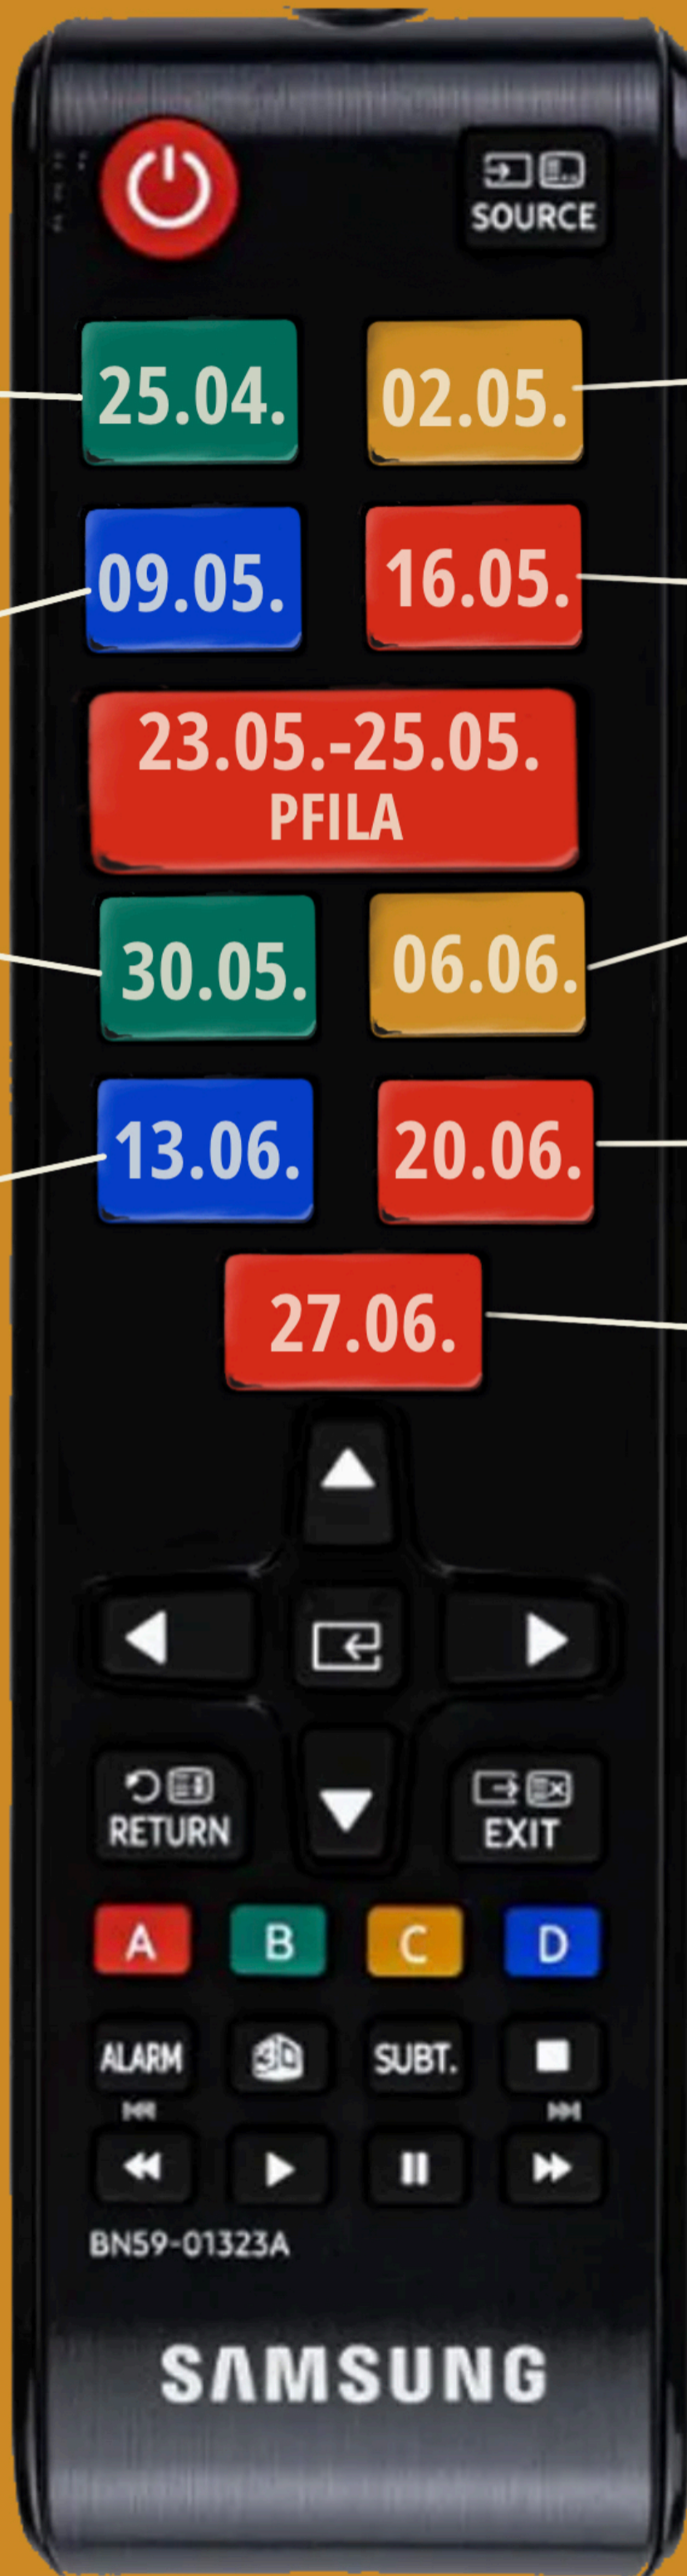 SOURCE
25.04.
02.05.
09.05.
16.05.
23.05.-25.05.
PFILA
30.05.
06.06.
13.06.
20.06.
27.06.
RETURN
EXIT
A
B
C
D
ALARM
3D
SUBT.
BN59-01323A
SAMSUNG